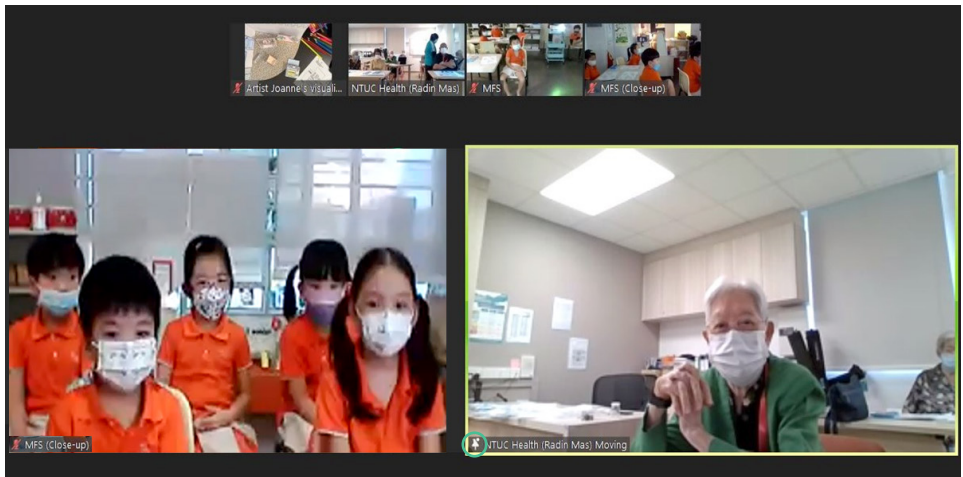 Artist Joanne's visuali...
NTUC Health (Radin Mas)
MFS
MFS (Close-up)
MFS (Close-up)
NTUC Health (Radin Mas) Moving